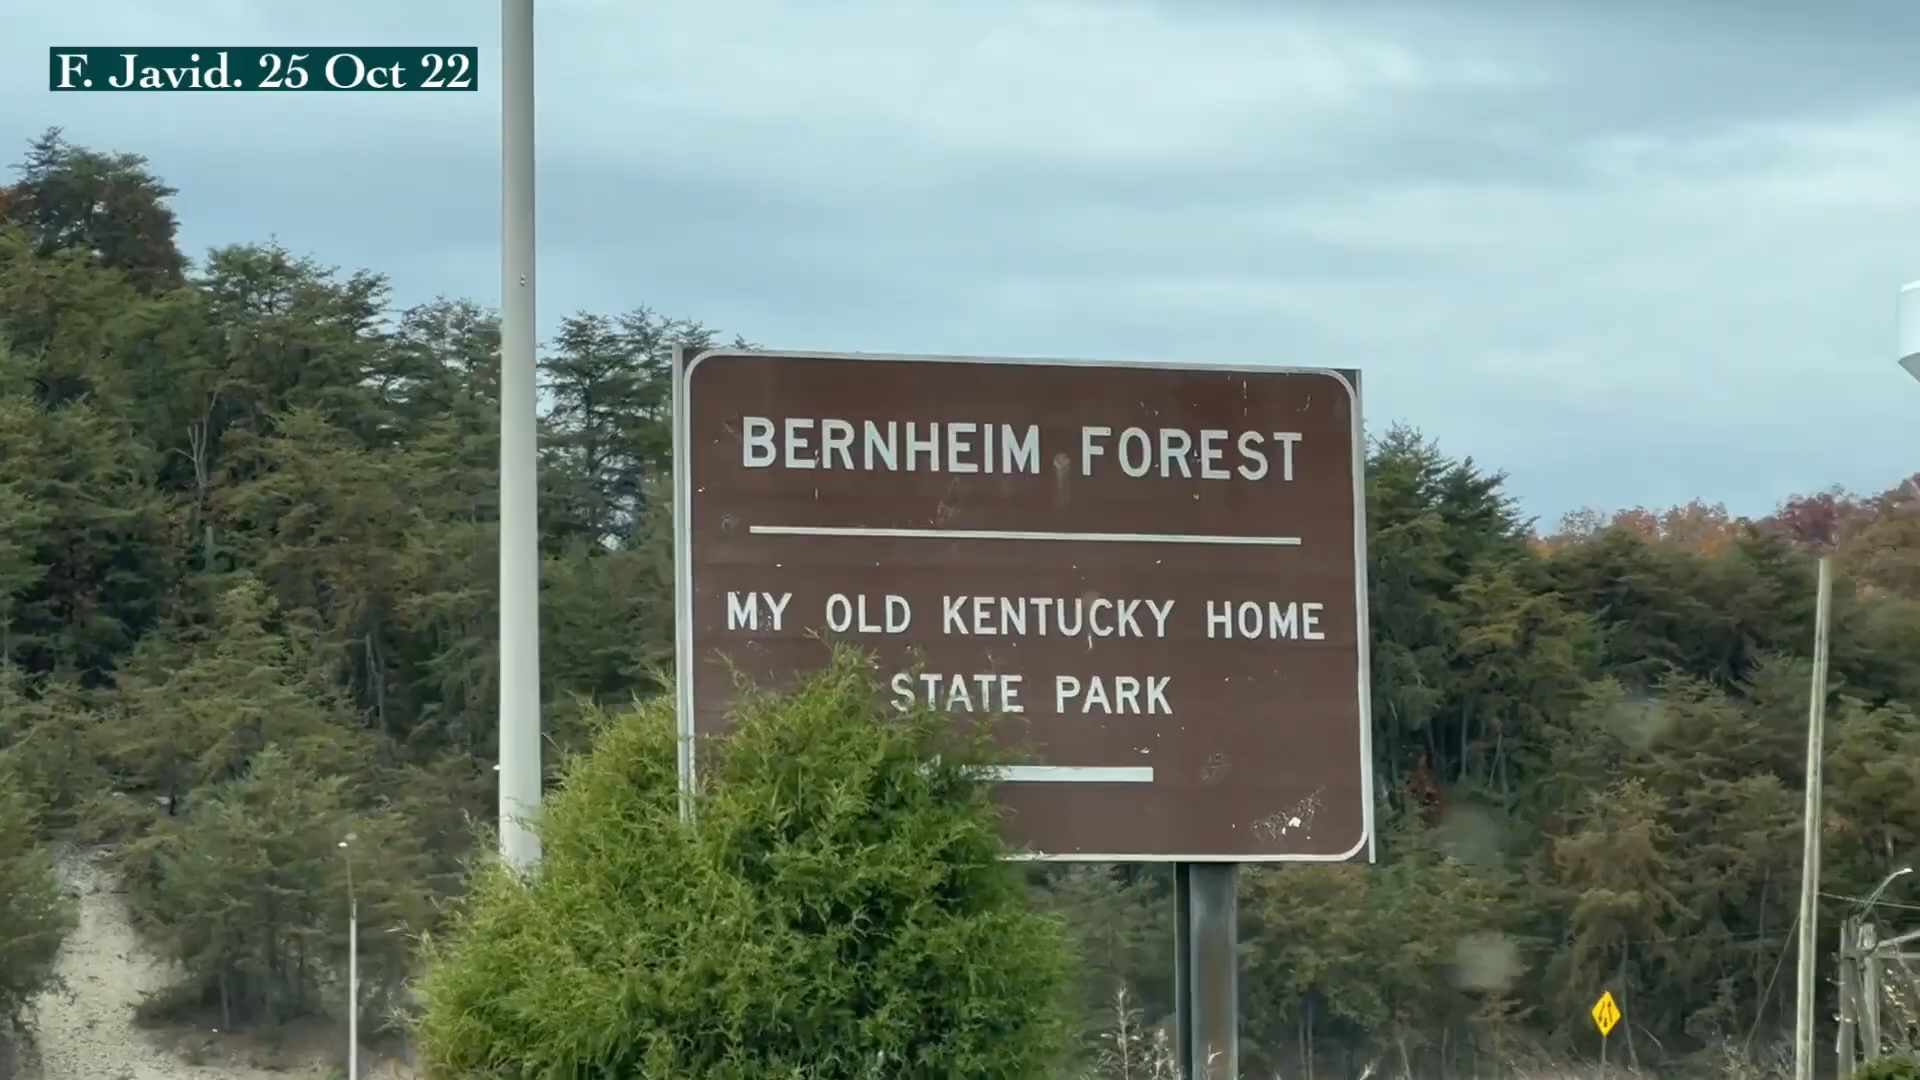 F. Javid. 25 Oct 22
BERNHEIM FOREST
MY OLD KENTUCKY HOME
STATE PARK